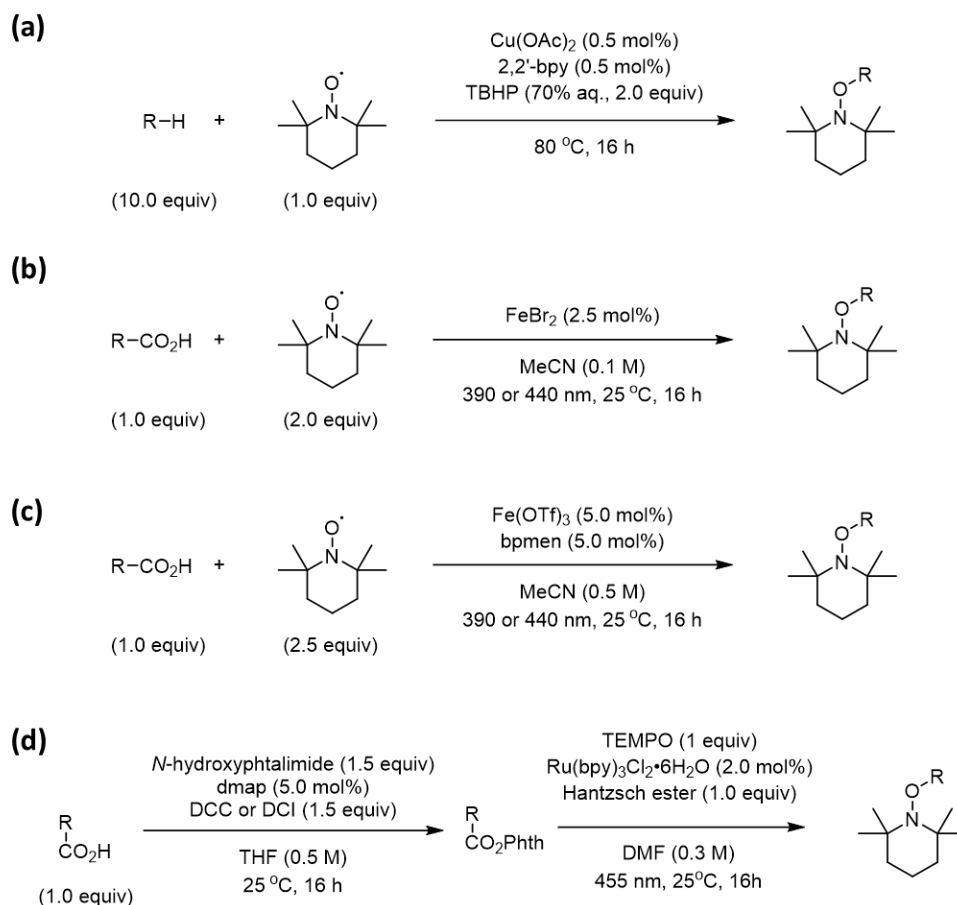 (a)
Cu(OAc)2 (0.5 mol%)
2,2'-bpy (0.5 mol%)
TBHP (70% aq., 2.0 equiv)
80 °C, 16 h
R–H
+
O•
N
(10.0 equiv)
(1.0 equiv)
O
R
N
(b)
FeBr2 (2.5 mol%)
MeCN (0.1 M)
390 or 440 nm, 25 °C, 16 h
R–CO2H
+
O•
N
(1.0 equiv)
(2.0 equiv)
O
R
N
(c)
Fe(OTf)3 (5.0 mol%)
bpmen (5.0 mol%)
MeCN (0.5 M)
390 or 440 nm, 25 °C, 16 h
R–CO2H
+
O•
N
(1.0 equiv)
(2.5 equiv)
O
R
N
(d)
R
CO2H
(1.0 equiv)
N-hydroxyphtalimide (1.5 equiv)
dmap (5.0 mol%)
DCC or DCI (1.5 equiv)
THF (0.5 M)
25 °C, 16 h
R
CO2Phth
TEMPO (1 equiv)
Ru(bpy)3Cl2•6H2O (2.0 mol%)
Hantzsch ester (1.0 equiv)
DMF (0.3 M)
455 nm, 25°C, 16h
O
R
N